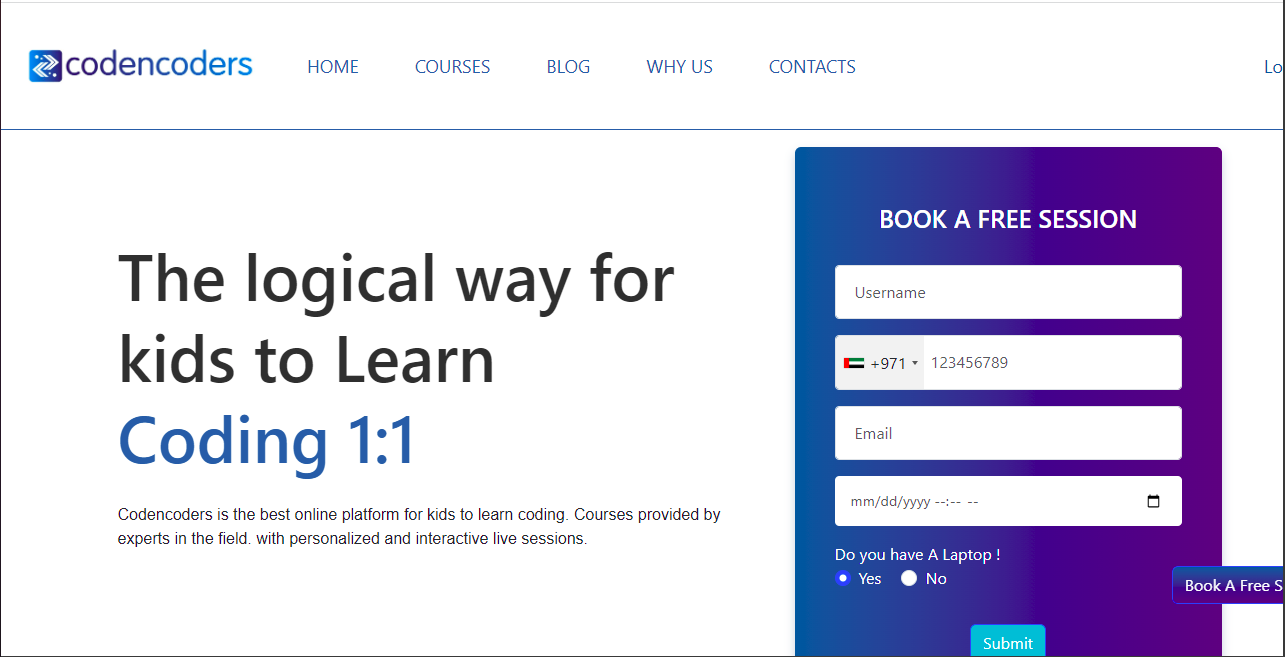 codencoders
HOME
COURSES
BLOG
WHY US
CONTACTS
Lo
The logical way for
kids to Learn
Coding 1:1
Codencoders is the best online platform for kids to learn coding. Courses provided by
experts in the field. with personalized and interactive live sessions.
BOOK A FREE SESSION
Username
+971 123456789
Email
mm/dd/yyyy --:-- --
Do you have A Laptop !
Yes No
Book A Free S
Submit